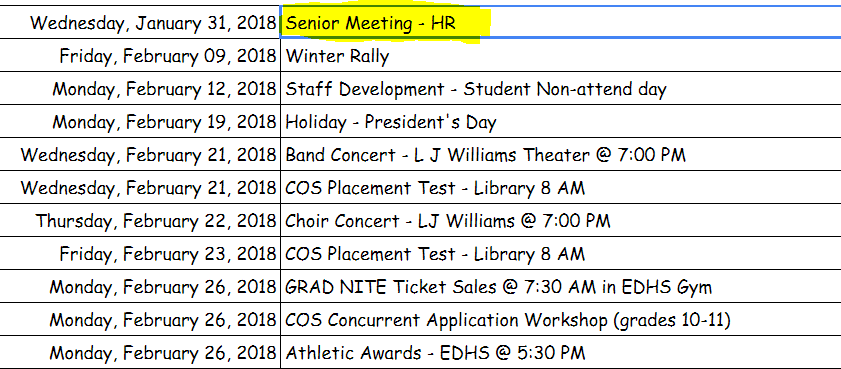 Wednesday, January 31, 2018 Senior Meeting - HR
Friday, February 09, 2018 Winter Rally
Monday, February 12, 2018 Staff Development - Student Non-attend day
Monday, February 19, 2018 Holiday - President's Day
Wednesday, February 21, 2018 Band Concert - L J Williams Theater @ 7:00 PM
Wednesday, February 21, 2018 COS Placement Test - Library 8 AM
Thursday, February 22, 2018 Choir Concert - LJ Williams @ 7:00 PM
Friday, February 23, 2018 COS Placement Test - Library 8 AM
Monday, February 26, 2018 GRAD NITE Ticket Sales @ 7:30 AM in EDHS Gym
Monday, February 26, 2018 COS Concurrent Application Workshop (grades 10-11)
Monday, February 26, 2018 Athletic Awards - EDHS @ 5:30 PM